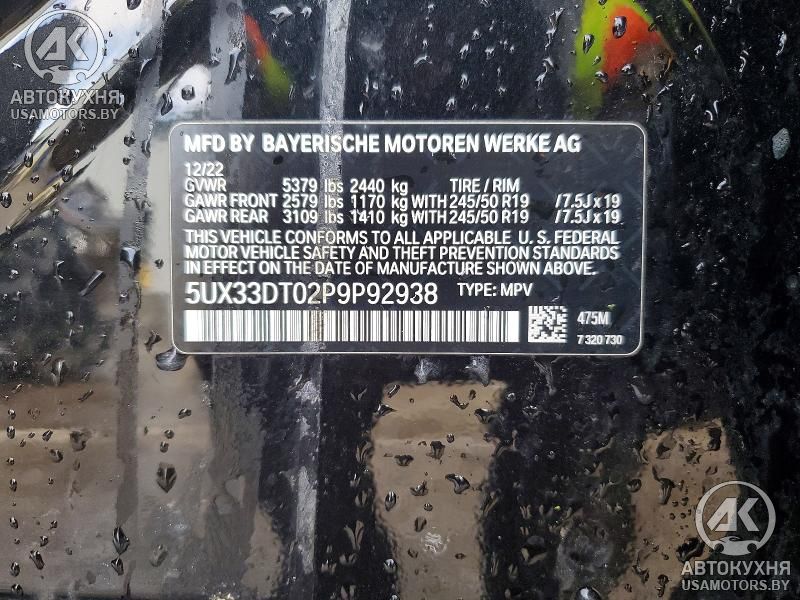 AK
АВТОКУХНЯ
USAMOTORS.BY
MFD BY BAYERISCHE MOTOREN WERKE AG
12/22
GVWR 5379 lbs 2440 kg TIRE / RIM
GAWR FRONT 2579 lbs 1170 kg WITH 245/50 R19 /7.5J x 19
GAWR REAR 3109 lbs 1410 kg WITH 245/50 R19 /7.5J x 19
THIS VEHICLE CONFORMS TO ALL APPLICABLE U. S. FEDERAL
MOTOR VEHICLE SAFETY AND THEFT PREVENTION STANDARDS
IN EFFECT ON THE DATE OF MANUFACTURE SHOWN ABOVE.
5UX33DT02P9P92938 TYPE: MPV
475M
7 320 730
AK
АВТОКУХНЯ
USAMOTORS.BY